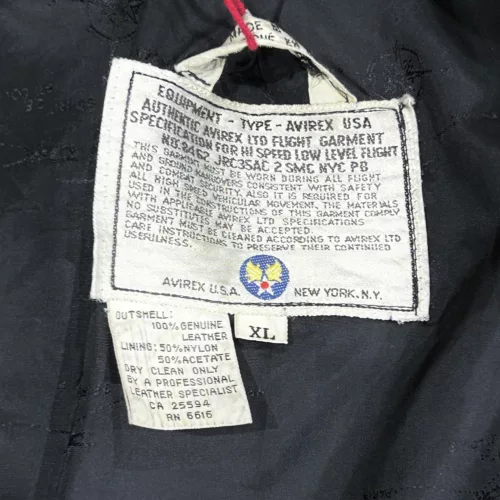 EQUIPMENT - TYPE - AVIREX USA
AUTHENTIC AVIREX LTD FLIGHT GARMENT
SPECIFICATION FOR HI SPEED LOW LEVEL FLIGHT
JRC35AC 2 SMC NYC PB
THIS GARMENT MUST BE WORN DURING ALL FLIGHT
AND GROUND MANEUVERS CONSISTENT WITH SAFETY
AND COMBAT CAPABILITY ALSO IT IS REQUIRED FOR
ALL HIGH SPEED VEHICULAR MOVEMENT. THE MATERIALS
USED IN THE CONSTRUCTIONS OF THIS GARMENT COMPLY
WITH APPLICABLE AVIREX LTD SPECIFICATIONS
NO SUBSTITUTES MAY BE ACCEPTED.
GARMENT MUST BE CLEANED ACCORDING TO AVIREX LTD
CARE INSTRUCTIONS TO PRESERVE THEIR CONTINUED
USEFULNESS.
AVIREX U.S.A. NEW YORK, N.Y.
XL
OUTSHELL:
100% GENUINE
LEATHER
LINING: 50% NYLON
50% ACETATE
DRY CLEAN ONLY
BY A PROFESSIONAL
LEATHER SPECIALIST
CA 25594
RN 6616